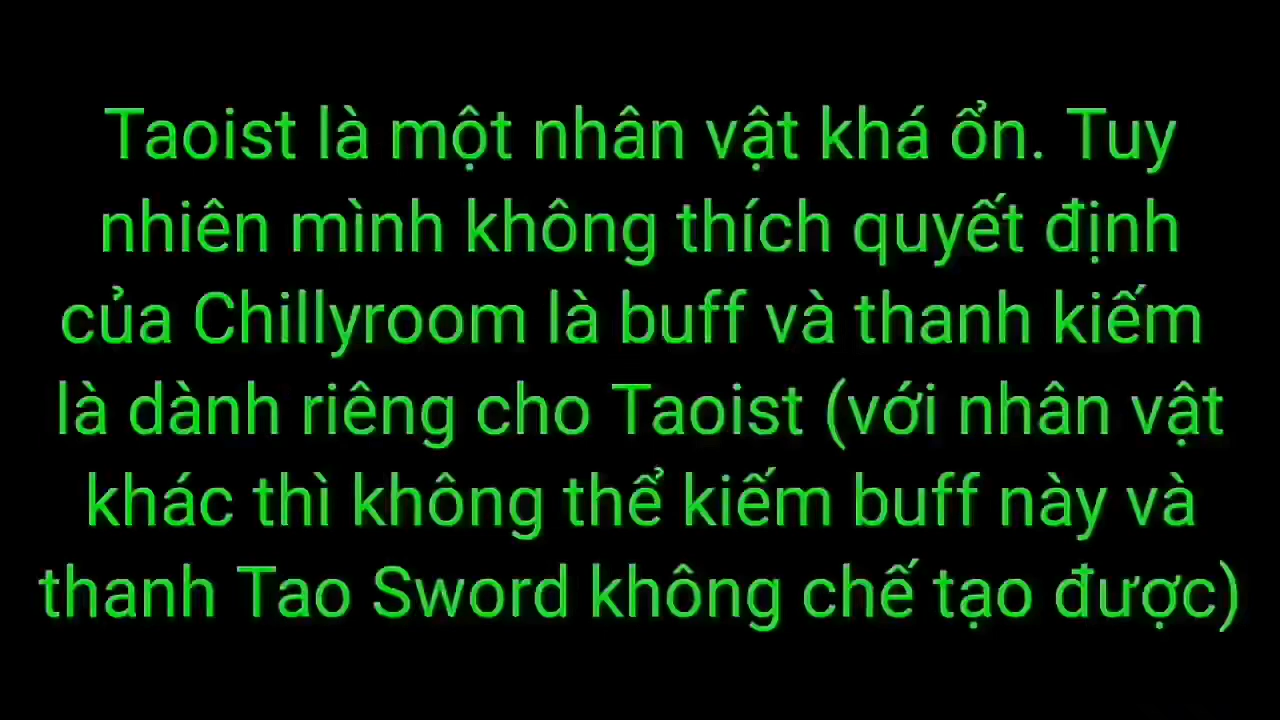 Taoist là một nhân vật khá ổn. Tuy
nhiên mình không thích quyết định
của Chillyroom là buff và thanh kiếm
là dành riêng cho Taoist (với nhân vật
khác thì không thể kiếm buff này và
thanh Tao Sword không chế tạo được)